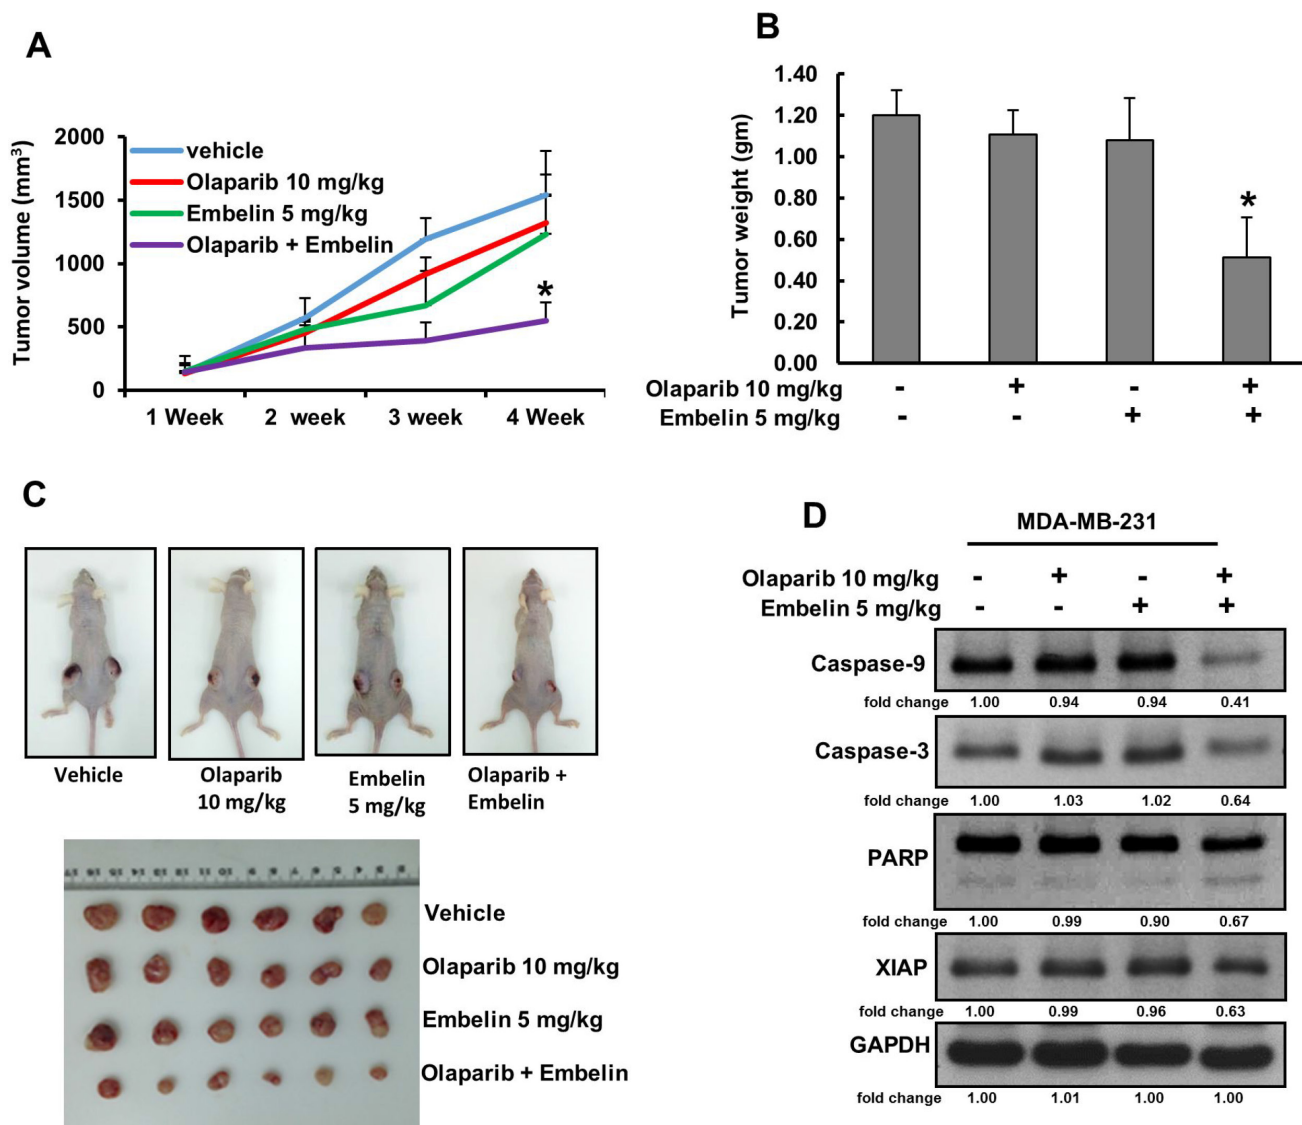 A
Tumor volume (mm³)
2000
1500
1000
500
0
vehicle
Olaparib 10 mg/kg
Embelin 5 mg/kg
Olaparib + Embelin
*
1 Week 2 week 3 week 4 Week
B
Tumor weight (gm)
1.40
1.20
1.00
0.80
0.60
0.40
0.20
0.00
*
Olaparib 10 mg/kg - + - +
Embelin 5 mg/kg - - + +
C
Vehicle
Olaparib
10 mg/kg
Embelin
5 mg/kg
Olaparib +
Embelin
Vehicle
Olaparib 10 mg/kg
Embelin 5 mg/kg
Olaparib + Embelin
D
MDA-MB-231
Olaparib 10 mg/kg - + - +
Embelin 5 mg/kg - - + +
Caspase-9
fold change 1.00 0.94 0.94 0.41
Caspase-3
fold change 1.00 1.03 1.02 0.64
PARP
fold change 1.00 0.99 0.90 0.67
XIAP
fold change 1.00 0.99 0.96 0.63
GAPDH
fold change 1.00 1.01 1.00 1.00